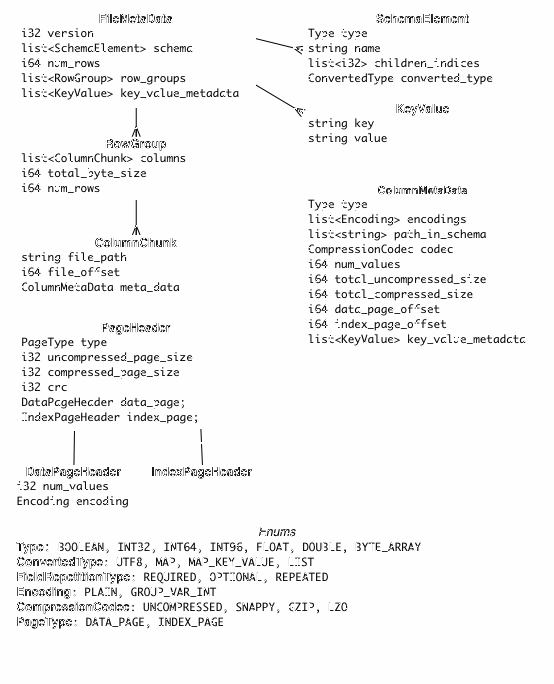 FileMetaData
i32 version
list<SchemaElement> schema
i64 num_rows
list<RowGroup> row_groups
list<KeyValue> key_value_metadata
RowGroup
list<ColumnChunk> columns
i64 total_byte_size
i64 num_rows
ColumnChunk
string file_path
i64 file_offset
ColumnMetaData meta_data
PageHeader
PageType type
i32 uncompressed_page_size
i32 compressed_page_size
i32 crc
DataPageHeader data_page;
IndexPageHeader index_page;
DataPageHeader
i32 num_values
Encoding encoding
IndexPageHeader
SchemaElement
Type type
string name
list<i32> children_indices
ConvertedType converted_type
KeyValue
string key
string value
ColumnMetaData
Type type
list<Encoding> encodings
list<string> path_in_schema
CompressionCodec codec
i64 num_values
i64 total_uncompressed_size
i64 total_compressed_size
i64 data_page_offset
i64 index_page_offset
list<KeyValue> key_value_metadata
Enums
Type: BOOLEAN, INT32, INT64, INT96, FLOAT, DOUBLE, BYTE_ARRAY
ConvertedType: UTF8, MAP, MAP_KEY_VALUE, LIST
FieldRepetitionType: REQUIRED, OPTIONAL, REPEATED
Encoding: PLAIN, GROUP_VAR_INT
CompressionCodec: UNCOMPRESSED, SNAPPY, GZIP, LZO
PageType: DATA_PAGE, INDEX_PAGE